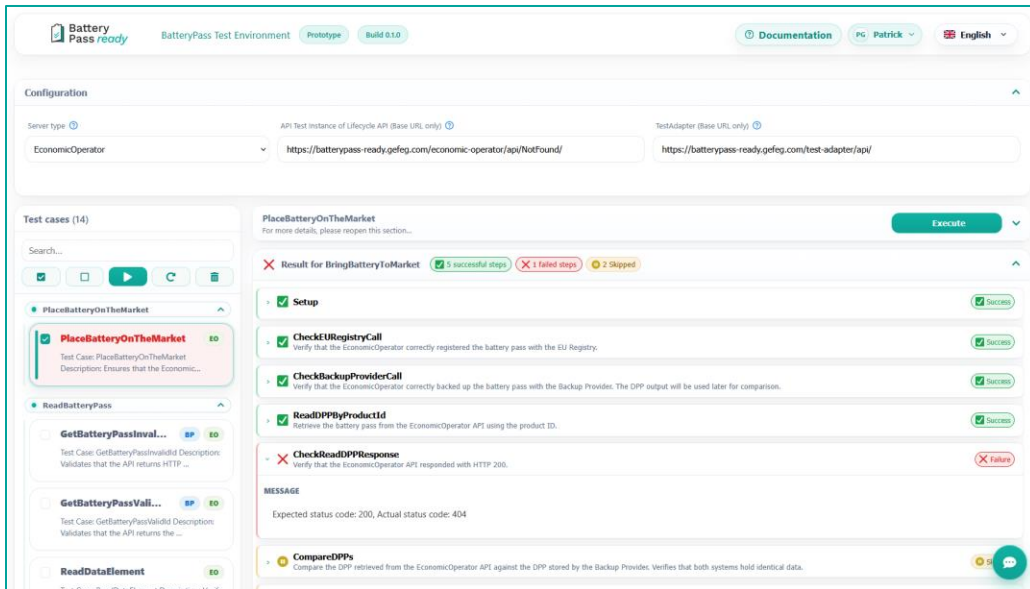 Battery
Pass ready
BatteryPass Test Environment
Prototype
Build 0.1.0
Documentation
PG Patrick
English
Configuration
Server type
API Test Instance of Lifecycle API (Base URL only)
TestAdapter (Base URL only)
EconomicOperator
https://batterypass-ready.gefeg.com/economic-operator/api/NotFound/
https://batterypass-ready.gefeg.com/test-adapter/api/
Test cases (14)
Search...
PlaceBatteryOnTheMarket
PlaceBatteryOnTheMarket
EO
Test Case: PlaceBatteryOnTheMarket
Description: Ensures that the Economic...
ReadBatteryPass
GetBatteryPassInval...
BP
EO
Test Case: GetBatteryPassInvalidId Description:
Validates that the API returns HTTP ...
GetBatteryPassVali...
BP
EO
Test Case: GetBatteryPassValidId Description:
Validates that the API returns the ...
ReadDataElement
EO
PlaceBatteryOnTheMarket
For more details, please reopen this section...
Execute
Result for BringBatteryToMarket
5 successful steps
1 failed steps
2 Skipped
Setup
Success
CheckEURegistryCall
Verify that the EconomicOperator correctly registered the battery pass with the EU Registry.
Success
CheckBackupProviderCall
Verify that the EconomicOperator correctly backed up the battery pass with the Backup Provider. The DPP output will be used later for comparison.
Success
ReadDPPByProductId
Retrieve the battery pass from the EconomicOperator API using the product ID.
Success
CheckReadDPPResponse
Verify that the EconomicOperator API responded with HTTP 200.
Failure
MESSAGE
Expected status code: 200, Actual status code: 404
CompareDPPs
Compare the DPP retrieved from the EconomicOperator API against the DPP stored by the Backup Provider. Verifies that both systems hold identical data.